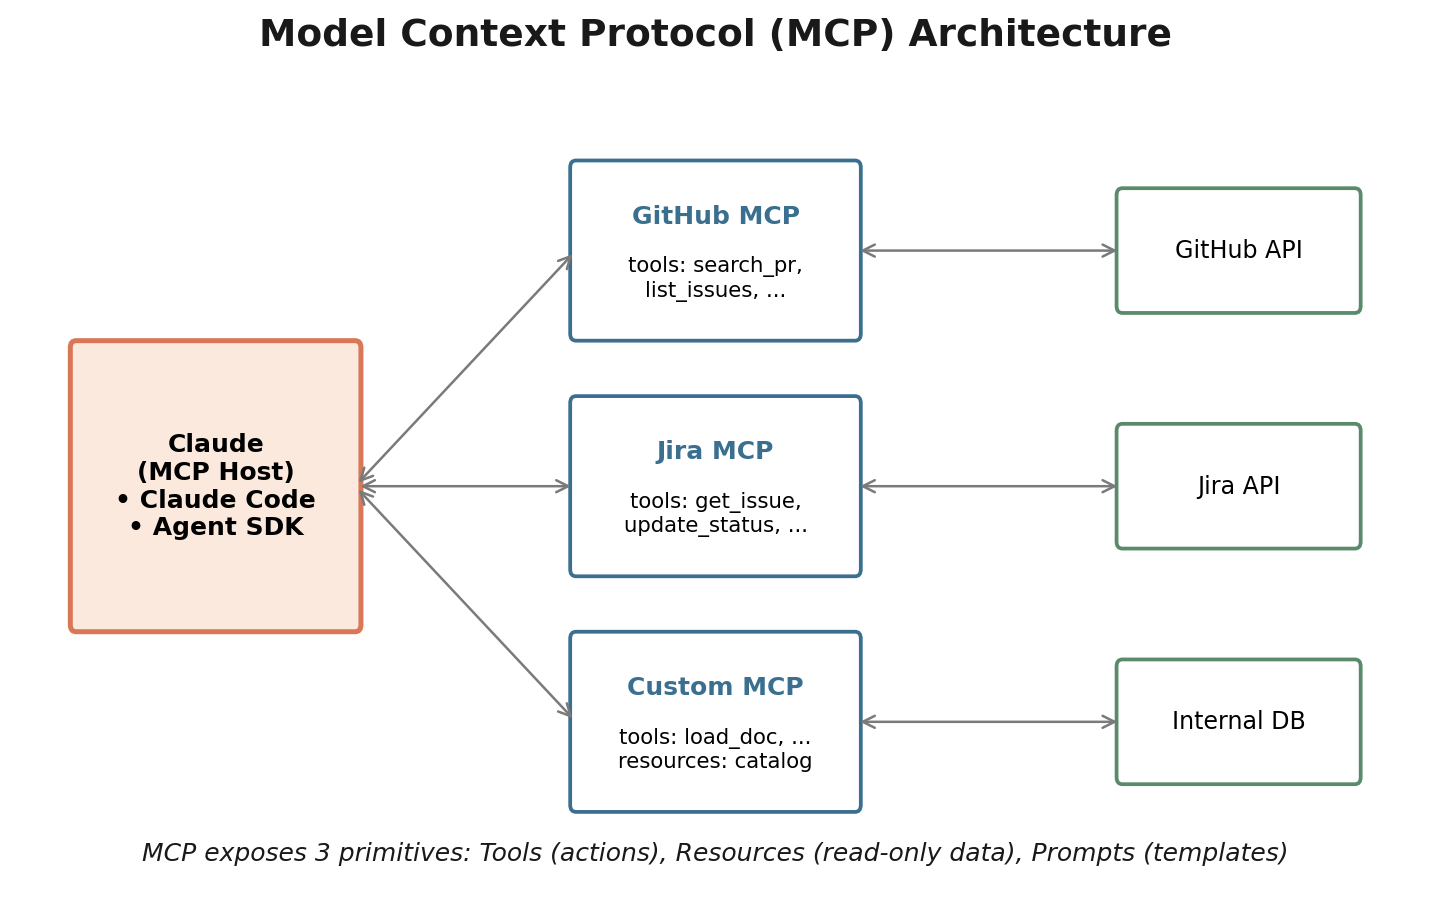 Model Context Protocol (MCP) Architecture
GitHub MCP
tools: search_pr,
list_issues, ...
GitHub API
Claude
(MCP Host)
• Claude Code
• Agent SDK
Jira MCP
tools: get_issue,
update_status, ...
Jira API
Custom MCP
tools: load_doc, ...
resources: catalog
Internal DB
MCP exposes 3 primitives: Tools (actions), Resources (read-only data), Prompts (templates)